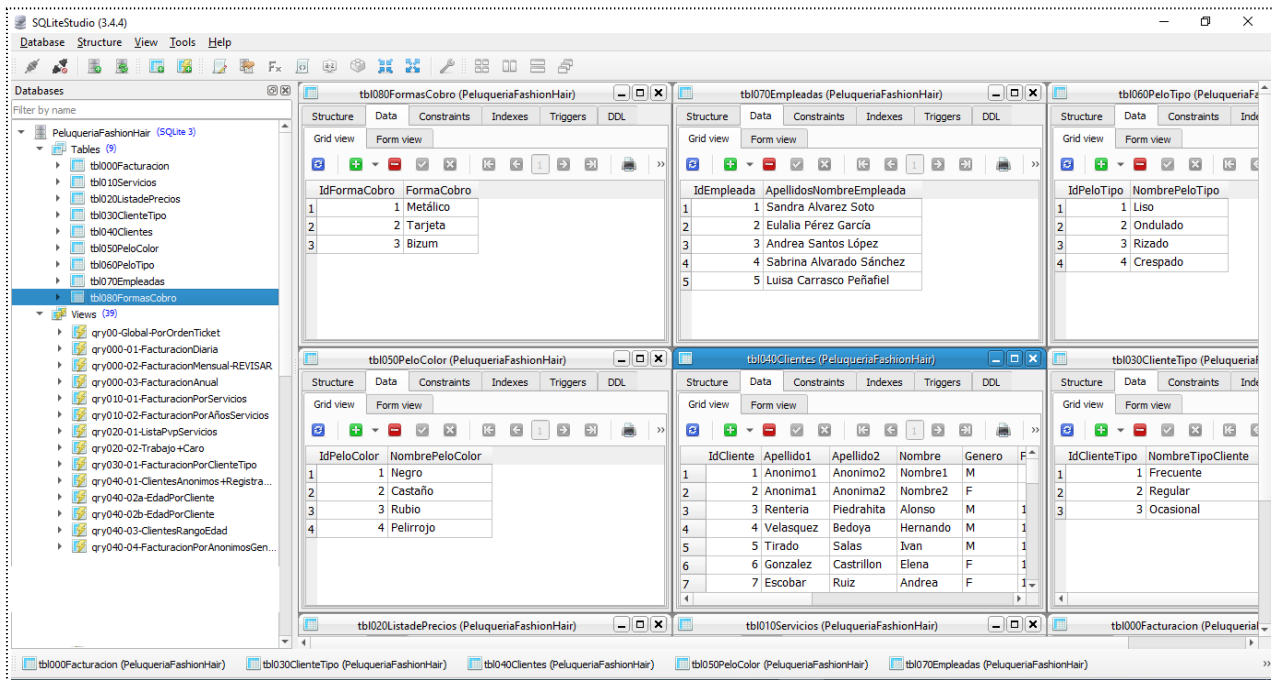 SQLiteStudio (3.4.4)
Database Structure View Tools Help
Databases
Filter by name
PeluqueriaFashionHair (SQLite 3)
Tables (9)
tbl000Facturacion
tbl010Servicios
tbl020ListadePrecios
tbl030ClienteTipo
tbl040Clientes
tbl050PeloColor
tbl060PeloTipo
tbl070Empleadas
tbl080FormasCobro
Views (39)
qry00-Global-PorOrdenTicket
qry000-01-FacturacionDiaria
qry000-02-FacturacionMensual-REVISAR
qry000-03-FacturacionAnual
qry010-01-FacturacionPorServicios
qry010-02-FacturacionPorAñosServicios
qry020-01-ListaPvpServicios
qry020-02-Trabajo+Caro
qry030-01-FacturacionPorClienteTipo
qry040-01-ClientesAnonimos+Registra...
qry040-02a-EdadPorCliente
qry040-02b-EdadPorCliente
qry040-03-ClientesRangoEdad
qry040-04-FacturacionPorAnonimosGen...
tbl080FormasCobro (PeluqueriaFashionHair)
Structure Data Constraints Indexes Triggers DDL
Grid view Form view
1
IdFormaCobro FormaCobro
1 1 Metálico
2 2 Tarjeta
3 3 Bizum
tbl070Empleadas (PeluqueriaFashionHair)
Structure Data Constraints Indexes Triggers DDL
Grid view Form view
1
IdEmpleada ApellidosNombreEmpleada
1 1 Sandra Alvarez Soto
2 2 Eulalia Pérez García
3 3 Andrea Santos López
4 4 Sabrina Alvarado Sánchez
5 5 Luisa Carrasco Peñafiel
tbl060PeloTipo (PeluqueriaFa
Structure Data Constraints Inde
Grid view Form view
IdPeloTipo NombrePeloTipo
1 1 Liso
2 2 Ondulado
3 3 Rizado
4 4 Crespado
tbl050PeloColor (PeluqueriaFashionHair)
Structure Data Constraints Indexes Triggers DDL
Grid view Form view
1
IdPeloColor NombrePeloColor
1 1 Negro
2 2 Castaño
3 3 Rubio
4 4 Pelirrojo
tbl040Clientes (PeluqueriaFashionHair)
Structure Data Constraints Indexes Triggers DDL
Grid view Form view
1
IdCliente Apellido1 Apellido2 Nombre Genero F
1 1 Anonimo1 Anonimo2 Nombre1 M
2 2 Anonima1 Anonima2 Nombre2 F
3 3 Renteria Piedrahita Alonso M 1
4 4 Velasquez Bedoya Hernando M 1
5 5 Tirado Salas Ivan M 1
6 6 Gonzalez Castrillon Elena F 1
7 7 Escobar Ruiz Andrea F 1
tbl030ClienteTipo (Peluqueria
Structure Data Constraints Inde
Grid view Form view
IdClienteTipo NombreTipoCliente
1 1 Frecuente
2 2 Regular
3 3 Ocasional
tbl020ListadePrecios (PeluqueriaFashionHair)
tbl010Servicios (PeluqueriaFashionHair)
tbl000Facturacion (Peluqueria
tbl000Facturacion (PeluqueriaFashionHair) tbl030ClienteTipo (PeluqueriaFashionHair) tbl040Clientes (PeluqueriaFashionHair) tbl050PeloColor (PeluqueriaFashionHair) tbl070Empleadas (PeluqueriaFashionHair)